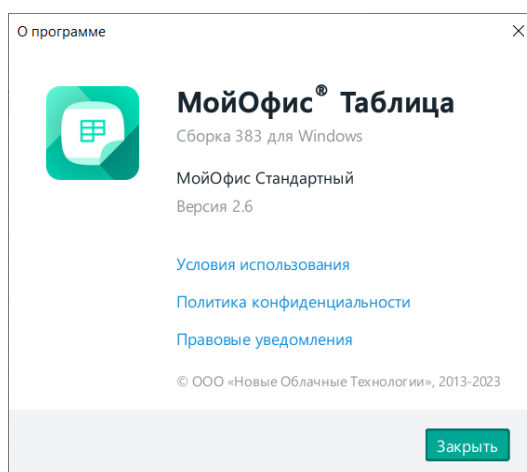 О программе
МойОфис® Таблица
Сборка 383 для Windows
МойОфис Стандартный
Версия 2.6
Условия использования
Политика конфиденциальности
Правовые уведомления
© ООО «Новые Облачные Технологии», 2013-2023
Закрыть